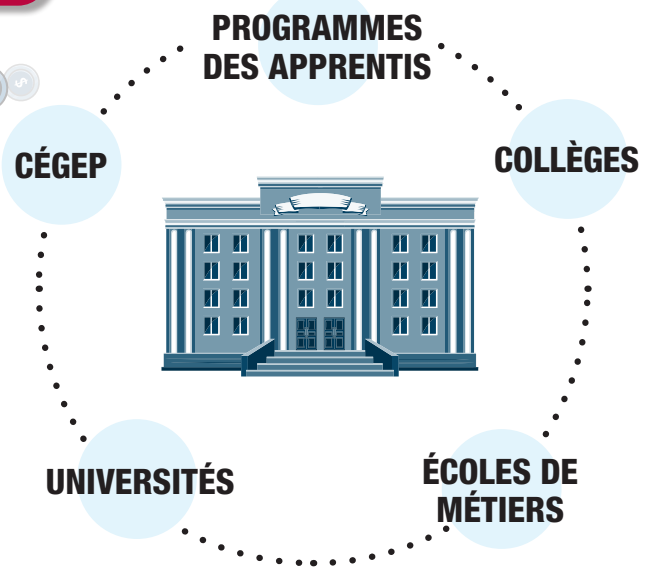 PROGRAMMES
DES APPRENTIS
CÉGEP
COLLÈGES
UNIVERSITÉS
ÉCOLES DE
MÉTIERS